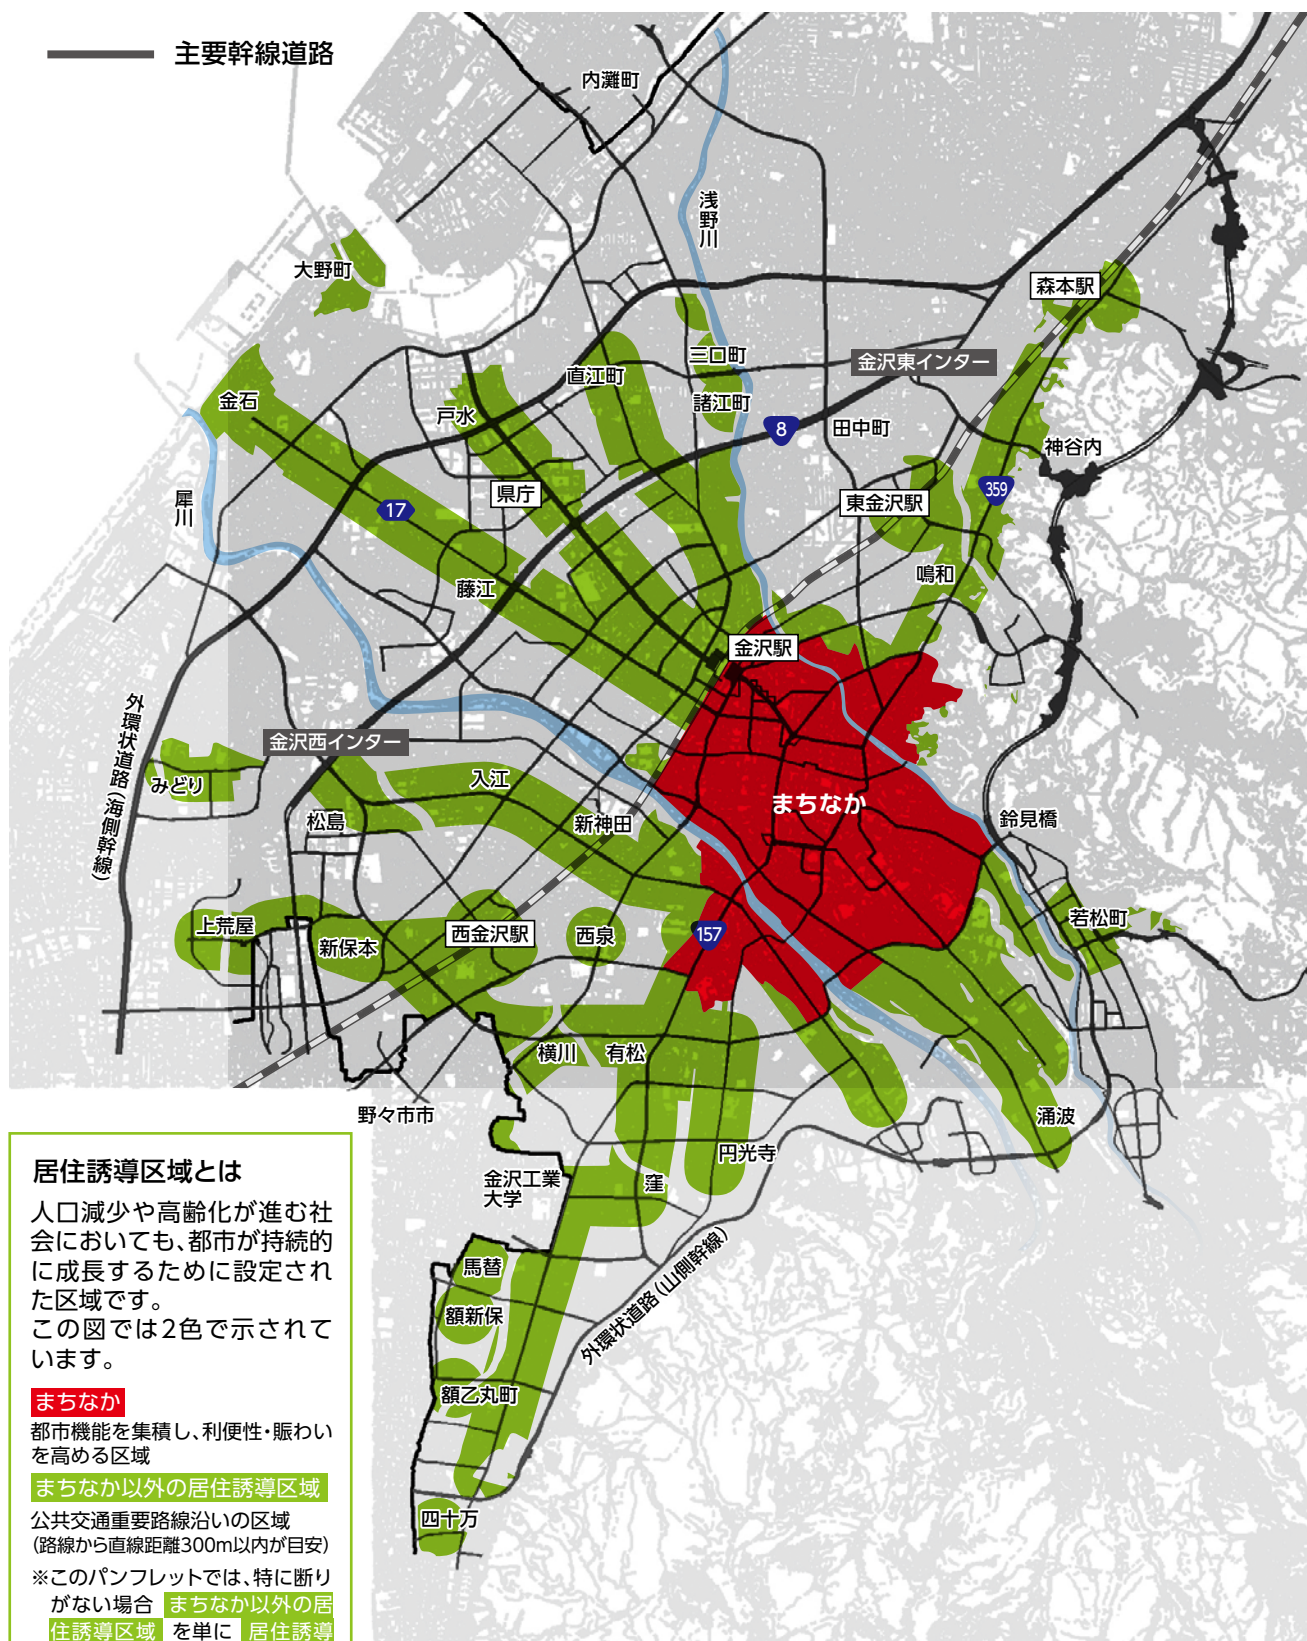 主要幹線道路
内灘町
浅野川
大野町
森本駅
三口町
金沢東インター
直江町
金石
戸水
諸江町
8
田中町
神谷内
県庁
359
東金沢駅
17
犀川
鳴和
藤江
金沢駅
外環状道路(海側幹線)
金沢西インター
みどり
入江
まちなか
松島
新神田
鈴見橋
上荒屋
新保本
西金沢駅
西泉
157
若松町
横川
有松
野々市市
涌波
円光寺
金沢工業
大学
窪
馬替
額新保
外環状道路(山側幹線)
額乙丸町
四十万
居住誘導区域とは
人口減少や高齢化が進む社
会においても、都市が持続的
に成長するために設定され
た区域です。
この図では2色で示されて
います。
まちなか
都市機能を集積し、利便性・賑わい
を高める区域
まちなか以外の居住誘導区域
公共交通重要路線沿いの区域
(路線から直線距離300m以内が目安)
※このパンフレットでは、特に断り
がない場合 まちなか以外の居
住誘導区域 を単に 居住誘導